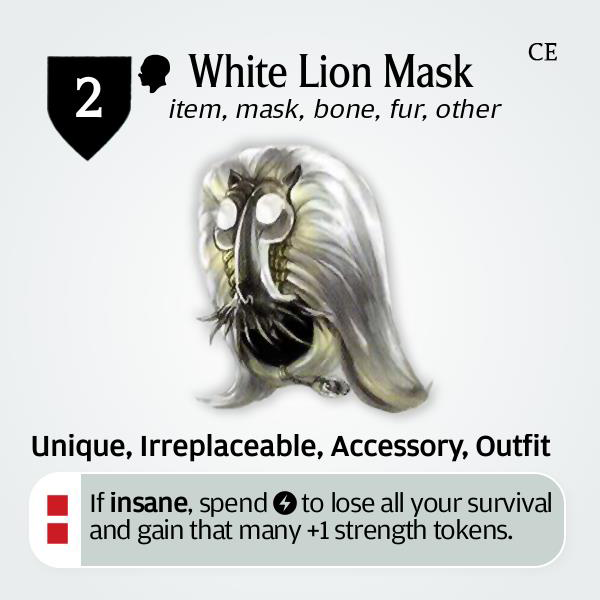 CE
2
White Lion Mask
item, mask, bone, fur, other
Unique, Irreplaceable, Accessory, Outfit
If insane, spend to lose all your survival
and gain that many +1 strength tokens.